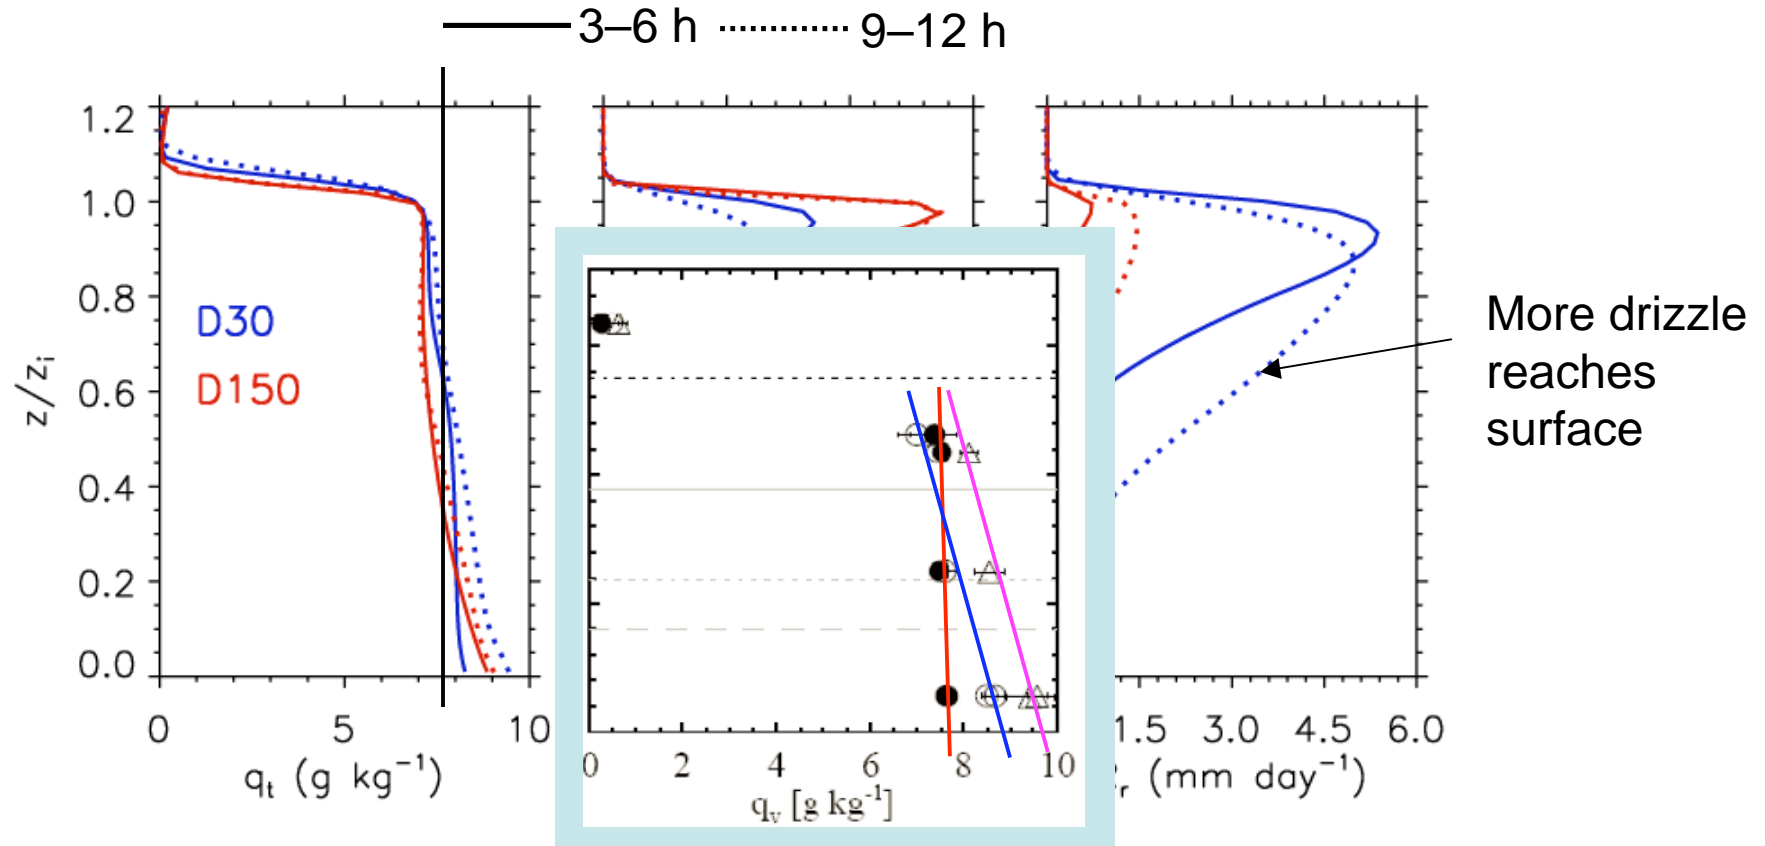 3–6 h 9–12 h
1.2
1.0
0.8
0.6
0.4
0.2
0.0
z/zi
D30
D150
0 5 10
qt (g kg⁻¹)
0 2 4 6 8 10
qv [g kg⁻¹]
1.5 3.0 4.5 6.0
r (mm day⁻¹)
More drizzle
reaches
surface